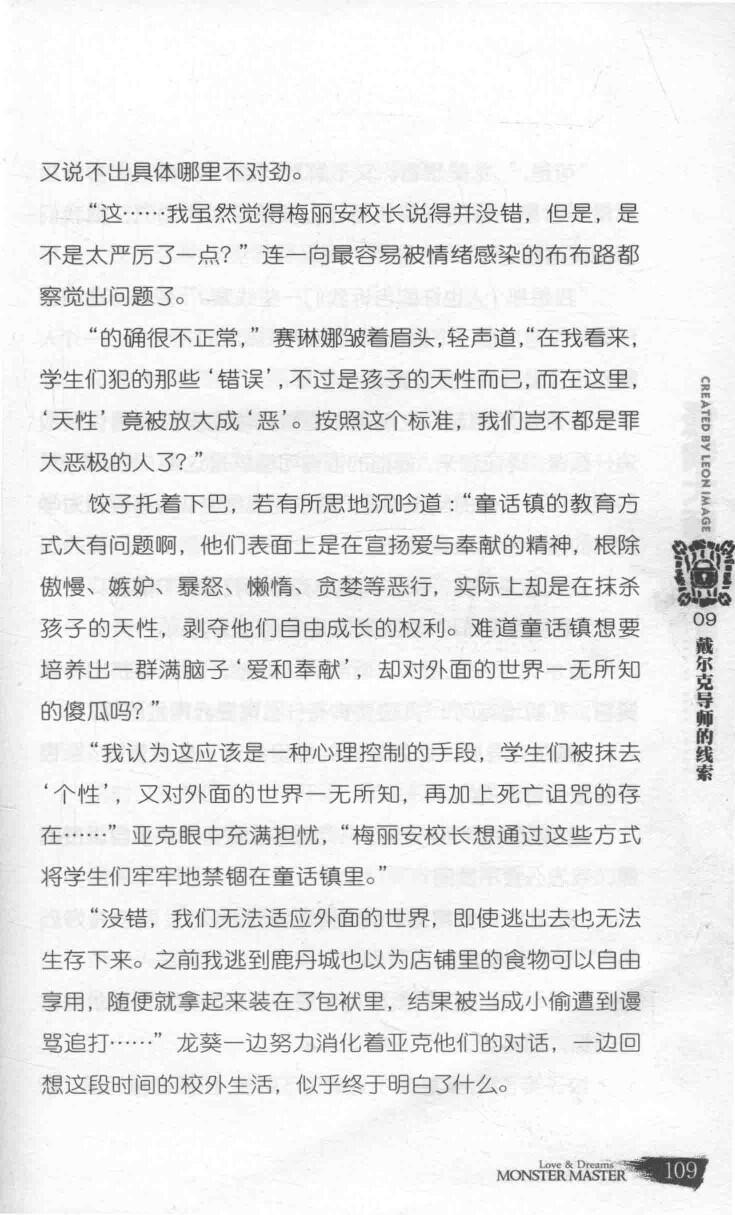 又说不出具体哪里不对劲。
“这……我虽然觉得梅丽安校长说得并没错，但是，是
不是太严厉了一点？”连一向最容易被情绪感染的布布路都
察觉出问题了。
“的确很不正常，”赛琳娜皱着眉头，轻声道，“在我看来，
学生们犯的那些‘错误’，不过是孩子的天性而已，而在这里，
‘天性’竟被放大成‘恶’。按照这个标准，我们岂不都是罪
大恶极的人了？”
饺子托着下巴，若有所思地沉吟道：“童话镇的教育方
式大有问题啊，他们表面上是在宣扬爱与奉献的精神，根除
傲慢、嫉妒、暴怒、懒惰、贪婪等恶行，实际上却是在抹杀
孩子的天性，剥夺他们自由成长的权利。难道童话镇想要
培养出一群满脑子‘爱和奉献’，却对外面的世界一无所知
的傻瓜吗？”
“我认为这应该是一种心理控制的手段，学生们被抹去
‘个性’，又对外面的世界一无所知，再加上死亡诅咒的存
在……”亚克眼中充满担忧，“梅丽安校长想通过这些方式
将学生们牢牢地禁锢在童话镇里。”
“没错，我们无法适应外面的世界，即使逃出去也无法
生存下来。之前我逃到鹿丹城也以为店铺里的食物可以自由
享用，随便就拿起来装在了包袱里，结果被当成小偷遭到谩
骂追打……”龙葵一边努力消化着亚克他们的对话，一边回
想这段时间的校外生活，似乎终于明白了什么。
CREATED BY LEON IMAGE
09
戴尔克导师的线索
Love & Dreams
MONSTER MASTER
109